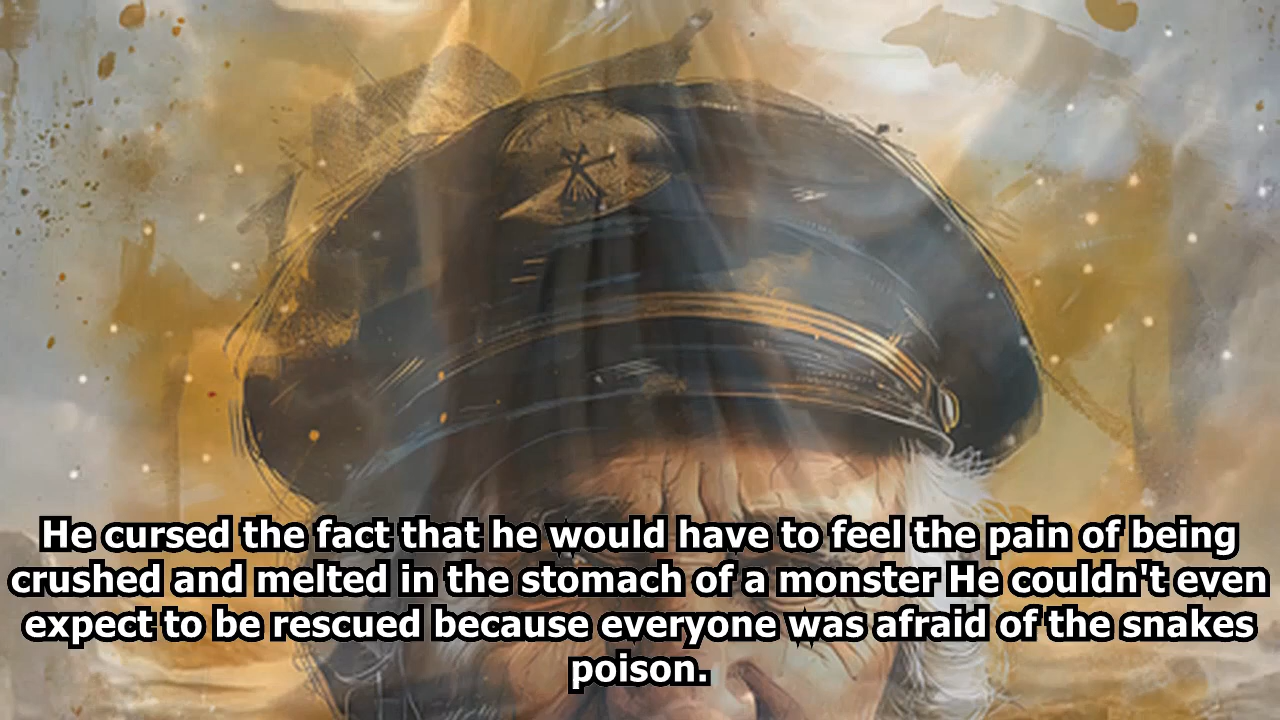 He cursed the fact that he would have to feel the pain of being
crushed and melted in the stomach of a monster He couldn't even
expect to be rescued because everyone was afraid of the snakes
poison.